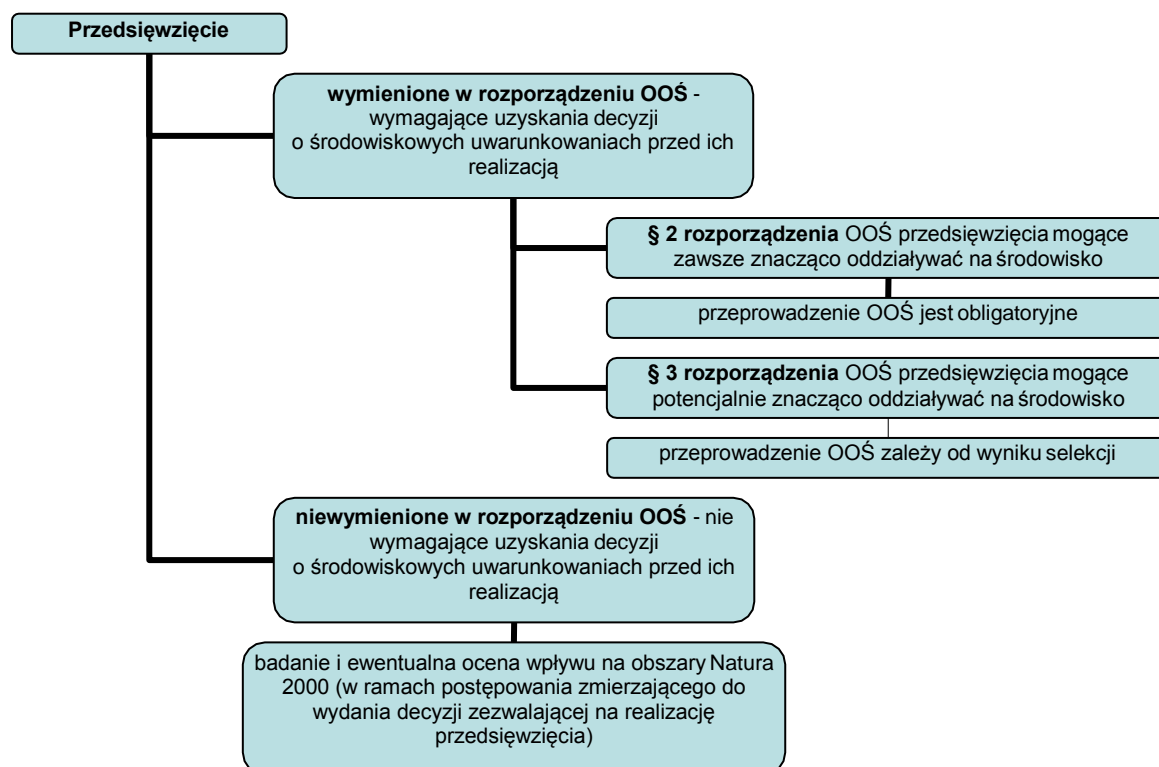 Przedsięwzięcie
wymienione w rozporządzeniu OOŚ -
wymagające uzyskania decyzji
o środowiskowych uwarunkowaniach przed ich
realizacją
§ 2 rozporządzenia OOŚ przedsięwzięcia mogące
zawsze znacząco oddziaływać na środowisko
przeprowadzenie OOŚ jest obligatoryjne
§ 3 rozporządzenia OOŚ przedsięwzięcia mogące
potencjalnie znacząco oddziaływać na środowisko
przeprowadzenie OOŚ zależy od wyniku selekcji
niewymienione w rozporządzeniu OOŚ - nie
wymagające uzyskania decyzji
o środowiskowych uwarunkowaniach przed ich
realizacją
badanie i ewentualna ocena wpływu na obszary Natura
2000 (w ramach postępowania zmierzającego do
wydania decyzji zezwalającej na realizację
przedsięwzięcia)